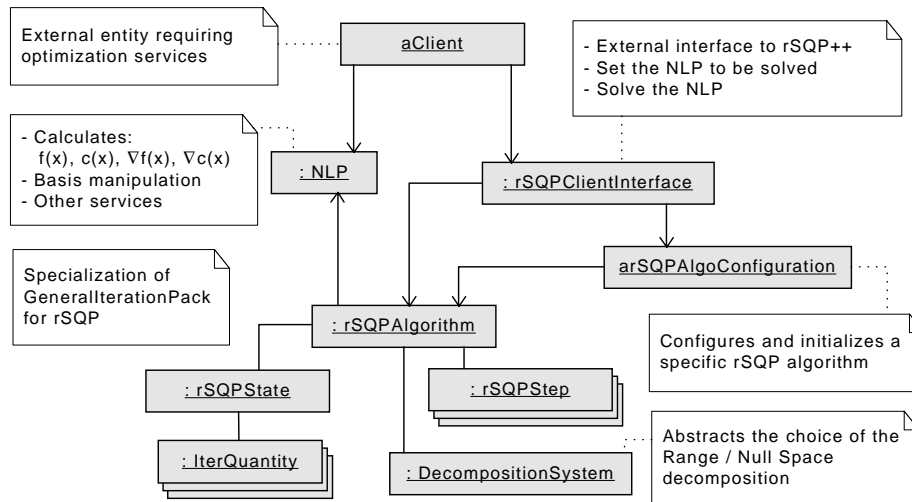 External entity requiring
optimization services
aClient
- External interface to rSQP++
- Set the NLP to be solved
- Solve the NLP
- Calculates:
f(x), c(x), ∇f(x), ∇c(x)
- Basis manipulation
- Other services
: NLP
: rSQPClientInterface
Specialization of
GeneralIterationPack
for rSQP
arSQPAlgoConfiguration
: rSQPAlgorithm
Configures and initializes a
specific rSQP algorithm
: rSQPState
: rSQPStep
: IterQuantity
: DecompositionSystem
Abstracts the choice of the
Range / Null Space
decomposition